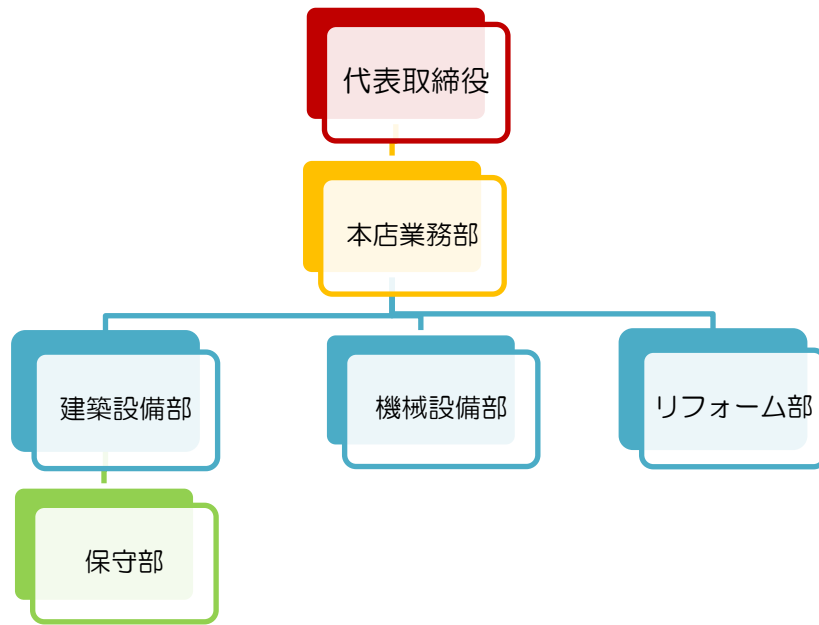 代表取締役
本店業務部
建築設備部
機械設備部
リフォーム部
保守部